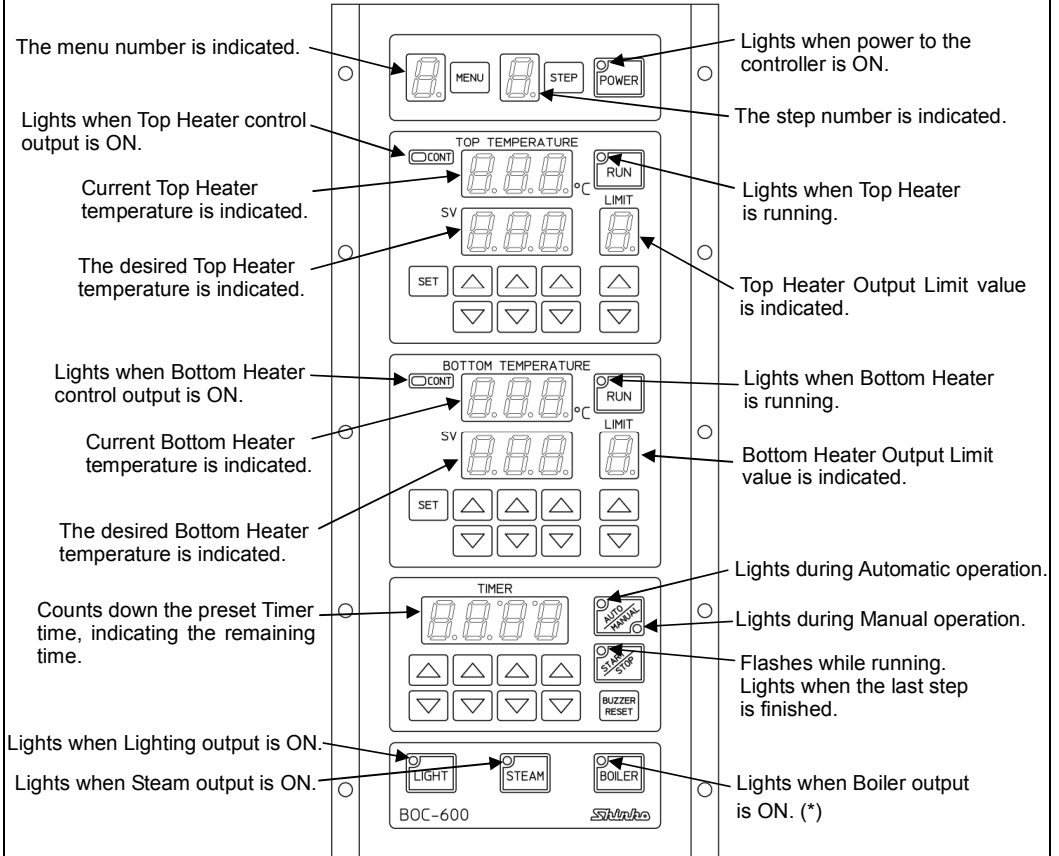 The menu number is indicated.
MENU
STEP
POWER
Lights when power to the
controller is ON.
The step number is indicated.
Lights when Top Heater control
output is ON.
TOP TEMPERATURE
CONT
°C
RUN
Lights when Top Heater
is running.
Current Top Heater
temperature is indicated.
SV
LIMIT
The desired Top Heater
temperature is indicated.
SET
Top Heater Output Limit value
is indicated.
Lights when Bottom Heater
control output is ON.
BOTTOM TEMPERATURE
CONT
°C
RUN
Lights when Bottom Heater
is running.
Current Bottom Heater
temperature is indicated.
SV
LIMIT
Bottom Heater Output Limit
value is indicated.
SET
The desired Bottom Heater
temperature is indicated.
Lights during Automatic operation.
TIMER
Counts down the preset Timer
time, indicating the remaining
time.
AUTO
MANUAL
Lights during Manual operation.
START
STOP
Flashes while running.
Lights when the last step
is finished.
BUZZER
RESET
Lights when Lighting output is ON.
Lights when Steam output is ON.
LIGHT
STEAM
BOILER
Lights when Boiler output
is ON. (*)
BOC-600
Shinko